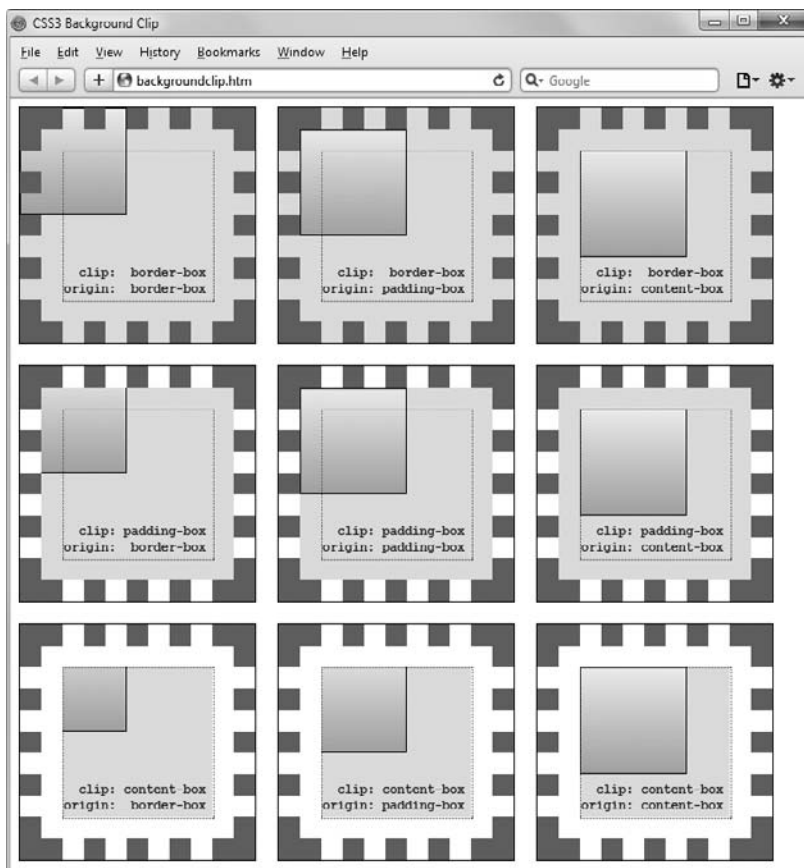 CSS3 Background Clip
File Edit View History Bookmarks Window Help
backgroundclip.htm
Google
clip: border-box
origin: border-box
clip: border-box
origin: padding-box
clip: border-box
origin: content-box
clip: padding-box
origin: border-box
clip: padding-box
origin: padding-box
clip: padding-box
origin: content-box
clip: content-box
origin: border-box
clip: content-box
origin: padding-box
clip: content-box
origin: content-box